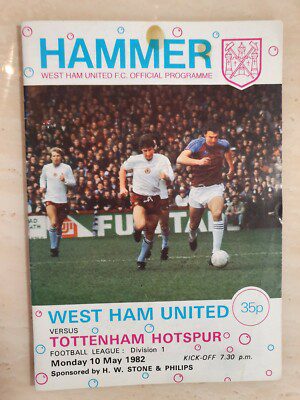 HAMMER
WEST HAM UNITED F.C. OFFICIAL PROGRAMME
WEST HAM UNITED
35p
VERSUS
TOTTENHAM HOTSPUR
FOOTBALL LEAGUE : Division 1
Monday 10 May 1982
KICK-OFF 7.30 p.m.
Sponsored by H. W. STONE & PHILIPS